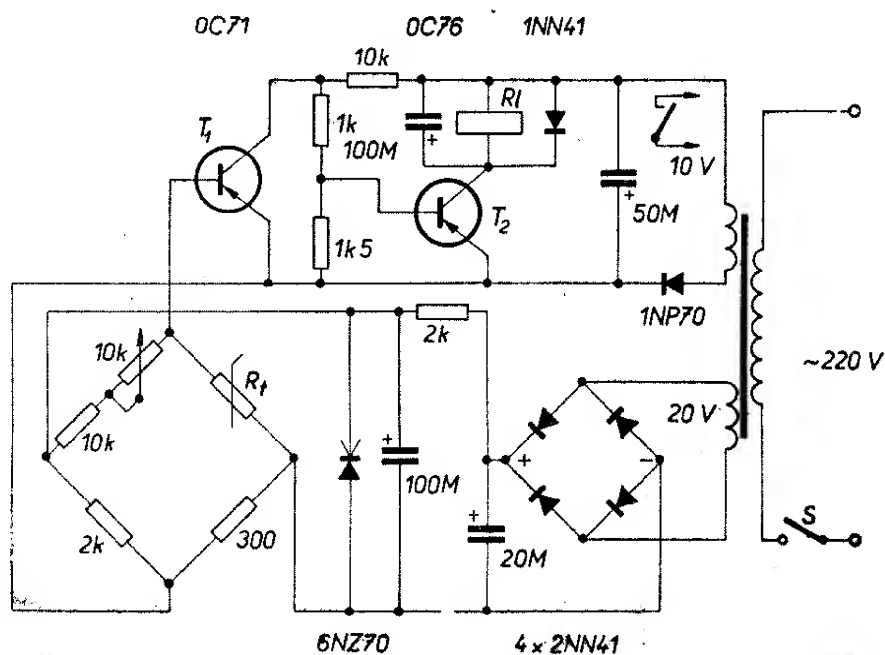 0C71 0C76 1NN41
10k
T1
1k
100M
Rl
10 V
T2
50M
1k5
1NP70
2k
10k
Rt
~220 V
20 V
10k
+ -
100M
S
2k
300
20M
6NZ70 4 x 2NN41